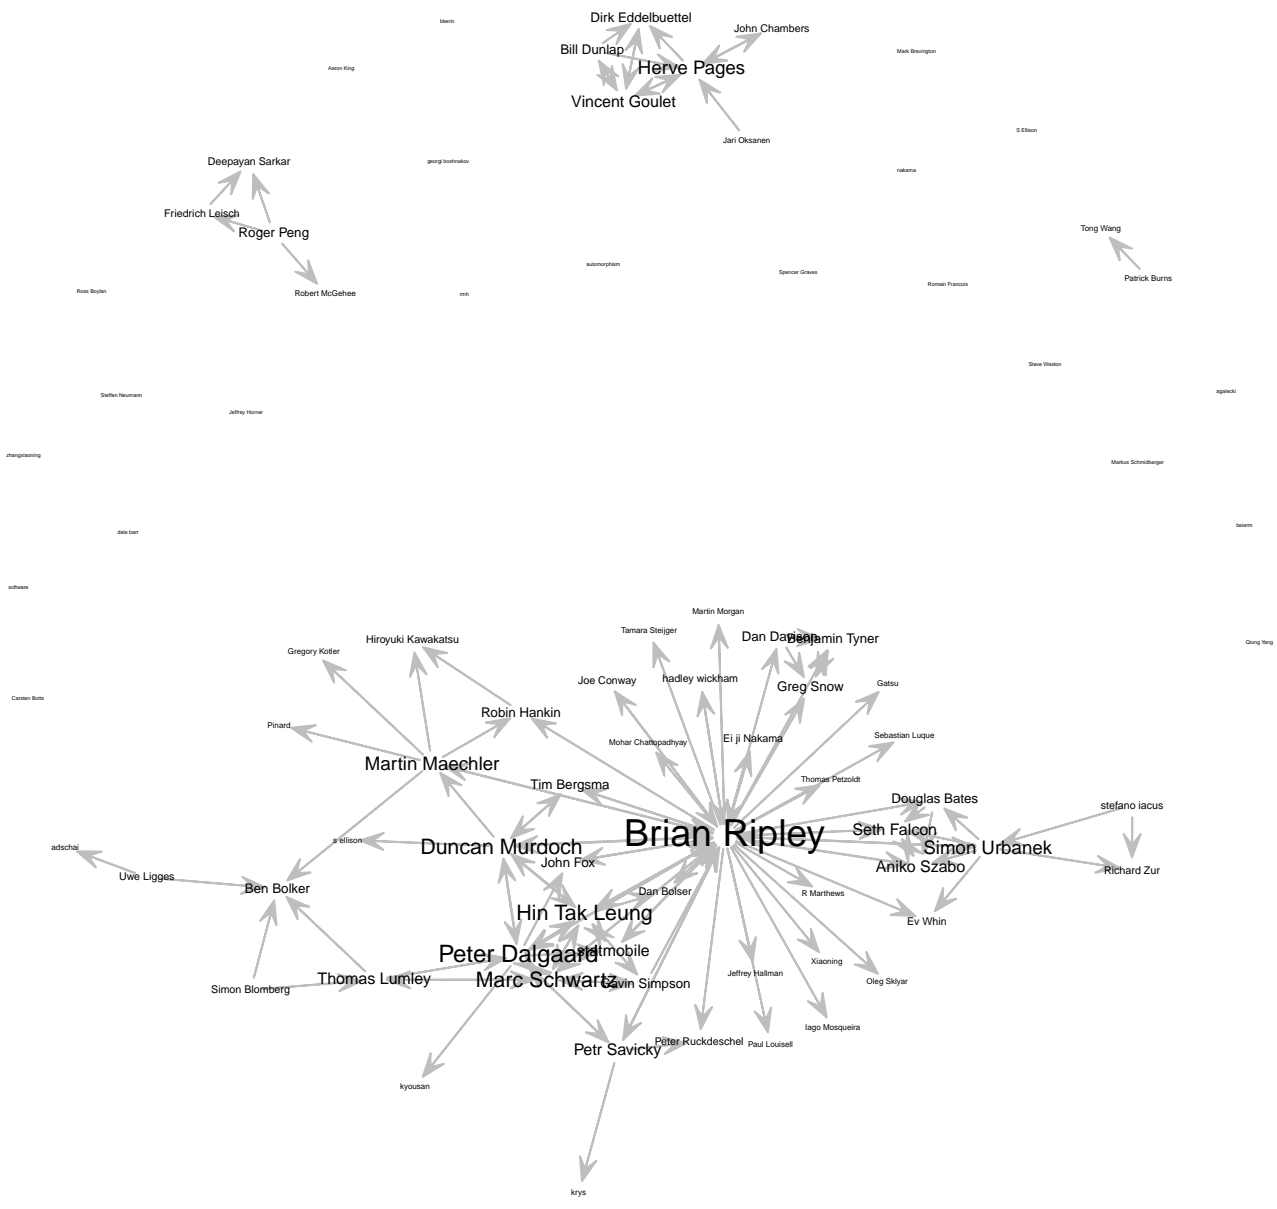 Dirk Eddelbuettel
bkerin
John Chambers
Bill Dunlap
Mark Bravington
Aaron King
Herve Pages
Vincent Goulet
S Ellison
Jari Oksanen
Deepayan Sarkar
georgi boshnakov
nakama
Friedrich Leisch
Roger Peng
Tong Wang
automorphism
Spencer Graves
Patrick Burns
Romain Francois
Ross Boylan
Robert McGehee
rmh
Steve Weston
Steffen Neumann
agalecki
Jeffrey Horner
zhangxiaoning
Markus Schmidberger
beierm
dale barr
software
Martin Morgan
Tamara Steijger
Hiroyuki Kawakatsu
Dan Davison
Benjamin Tyner
Qiong Yang
Gregory Kotler
Joe Conway
hadley wickham
Greg Snow
Gatsu
Carsten Botts
Robin Hankin
Pinard
Mohar Chattopadhyay
Ei ji Nakama
Sebastian Luque
Martin Maechler
Tim Bergsma
Thomas Petzoldt
Douglas Bates
stefano iacus
Brian Ripley
Seth Falcon
s ellison
Duncan Murdoch
Simon Urbanek
adschai
John Fox
Aniko Szabo
Richard Zur
Uwe Ligges
Ben Bolker
Dan Bolser
R Marthews
Hin Tak Leung
Ev Whin
Peter Dalgaard
statmobile
Xiaoning
Jeffrey Hallman
Thomas Lumley
Marc Schwartz
Gavin Simpson
Oleg Sklyar
Simon Blomberg
Iago Mosqueira
Petr Savicky
Peter Ruckdeschel
Paul Louisell
kyousan
krys